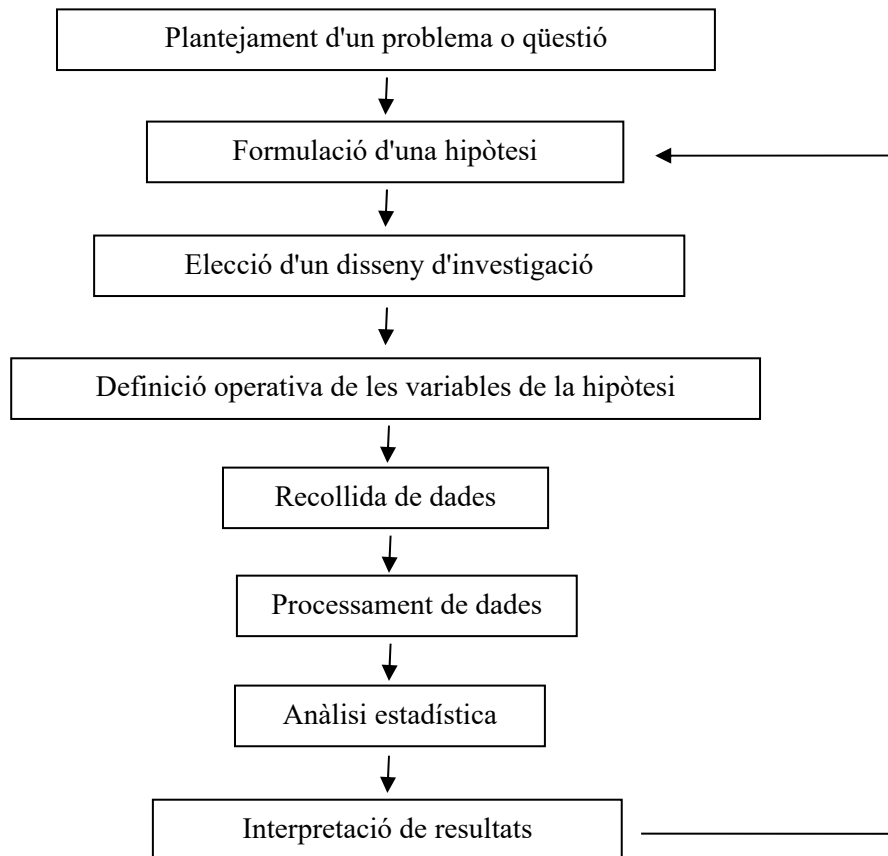 Plantejament d'un problema o qüestió
Formulació d'una hipòtesi
Elecció d'un disseny d'investigació
Definició operativa de les variables de la hipòtesi
Recollida de dades
Processament de dades
Anàlisi estadística
Interpretació de resultats